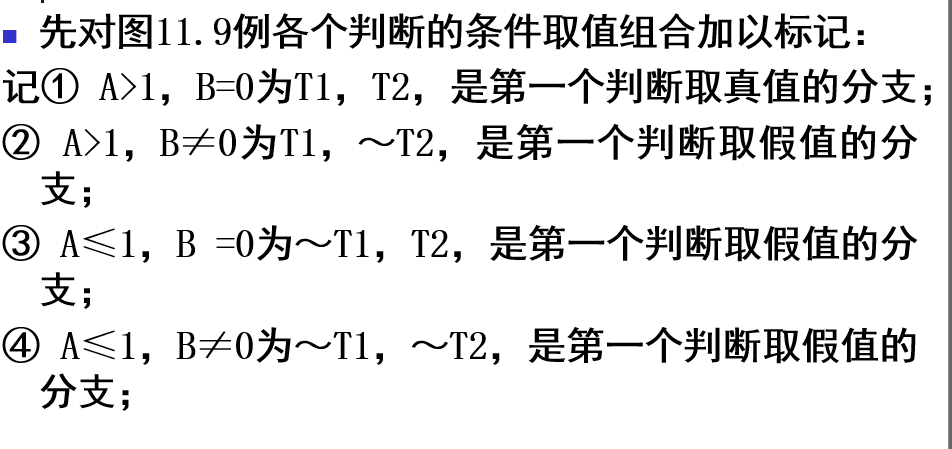 先对图11.9例各个判断的条件取值组合加以标记：
记① A>1，B=0为T1，T2，是第一个判断取真值的分支；
② A>1，B≠0为T1，～T2，是第一个判断取假值的分
支；
③ A≤1，B =0为～T1，T2，是第一个判断取假值的分
支；
④ A≤1，B≠0为～T1，～T2，是第一个判断取假值的
分支；